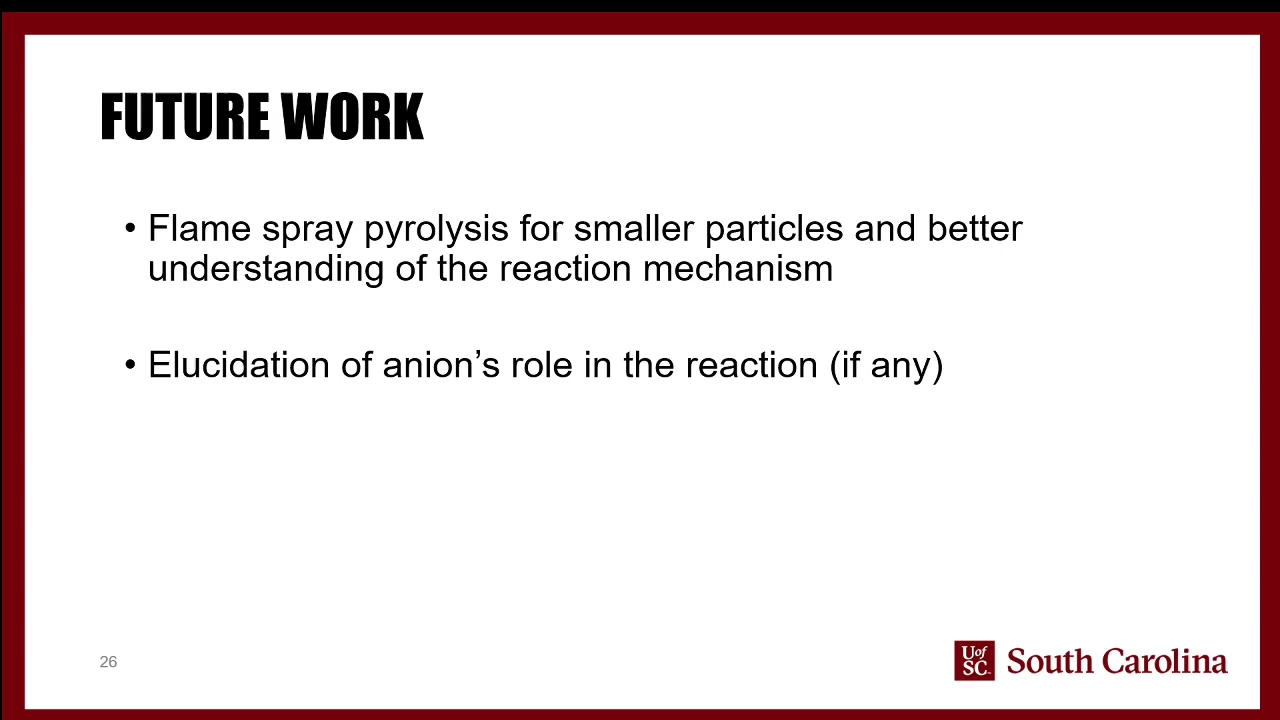 FUTURE WORK
• Flame spray pyrolysis for smaller particles and better
understanding of the reaction mechanism
• Elucidation of anion’s role in the reaction (if any)
26
UofSC South Carolina